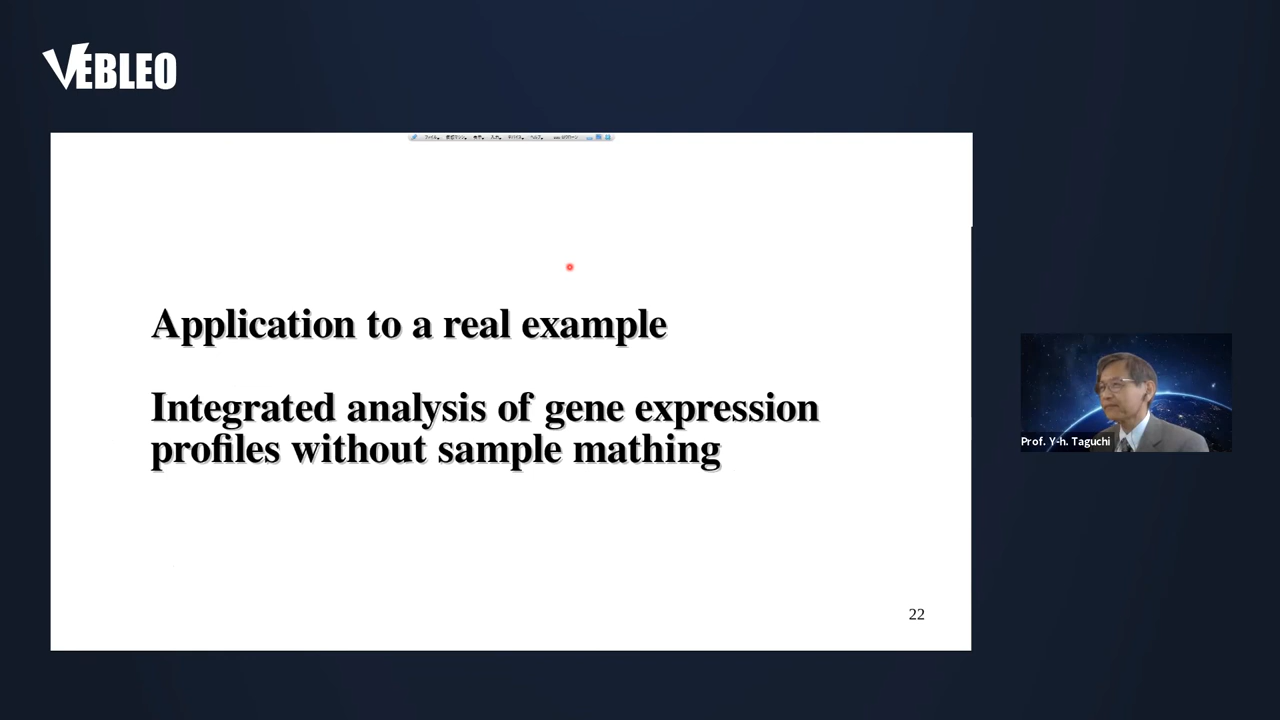 VEBLEO
Application to a real example
Integrated analysis of gene expression
profiles without sample mathing
22
Prof. Y-h. Taguchi